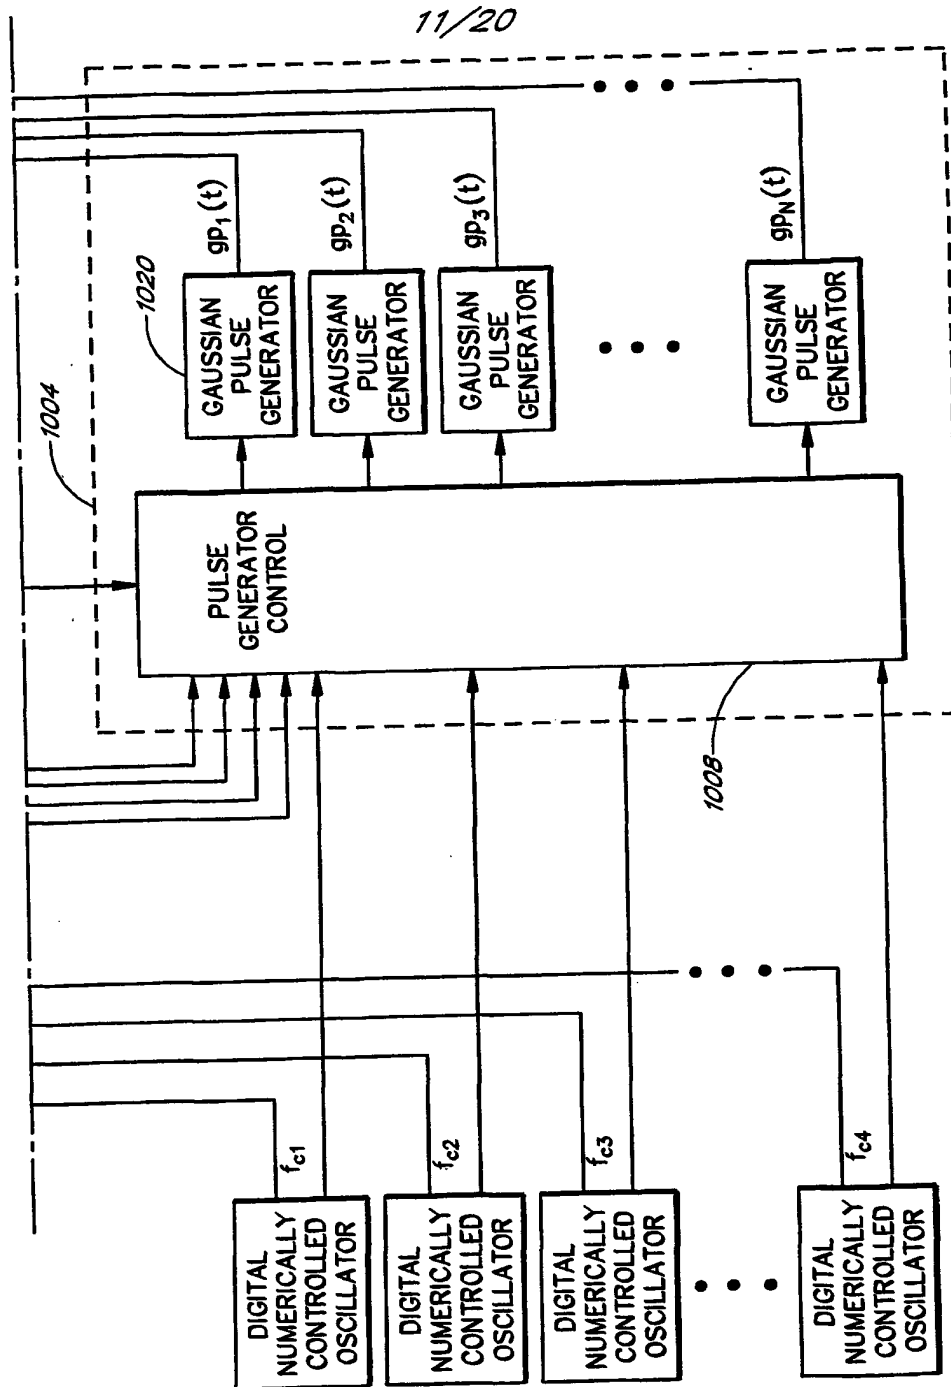 11/20
1004
1020
GAUSSIAN
PULSE
GENERATOR
gp1(t)
GAUSSIAN
PULSE
GENERATOR
gp2(t)
GAUSSIAN
PULSE
GENERATOR
gp3(t)
GAUSSIAN
PULSE
GENERATOR
gpN(t)
PULSE
GENERATOR
CONTROL
1008
DIGITAL
NUMERICALLY
CONTROLLED
OSCILLATOR
fc1
DIGITAL
NUMERICALLY
CONTROLLED
OSCILLATOR
fc2
DIGITAL
NUMERICALLY
CONTROLLED
OSCILLATOR
fc3
DIGITAL
NUMERICALLY
CONTROLLED
OSCILLATOR
fc4